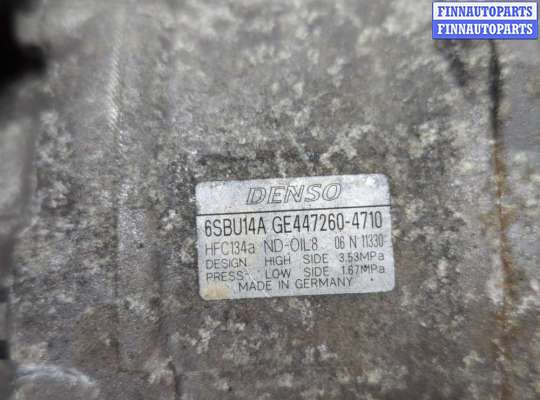 FINNAUTOPARTS
FINNAUTOPARTS
DENSO
6SBU14A GE447260-4710
HFC134a ND-OIL8 06 N 11330
DESIGN HIGH SIDE 3.53MPa
PRESS· LOW SIDE 1.67MPa
MADE IN GERMANY